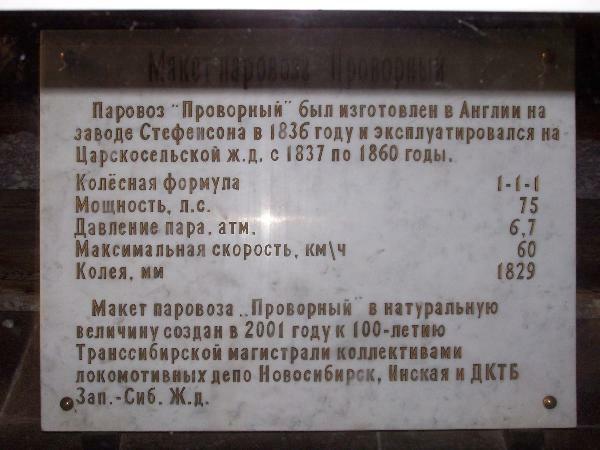 Макет паровоза Проворный
Паровоз "Проворный" был изготовлен в Англии на
заводе Стефенсона в 1836 году и эксплуатировался на
Царскосельской ж.д. с 1837 по 1860 годы.
Колёсная формула 1-1-1
Мощность, л.с. 75
Давление пара, атм. 6,7
Максимальная скорость, км\ч 60
Колея, мм 1829
Макет паровоза "Проворный" в натуральную
величину создан в 2001 году к 100-летию
Транссибирской магистрали коллективами
локомотивных депо Новосибирск, Инская и ДКТБ
Зап.-Сиб. Ж.д.